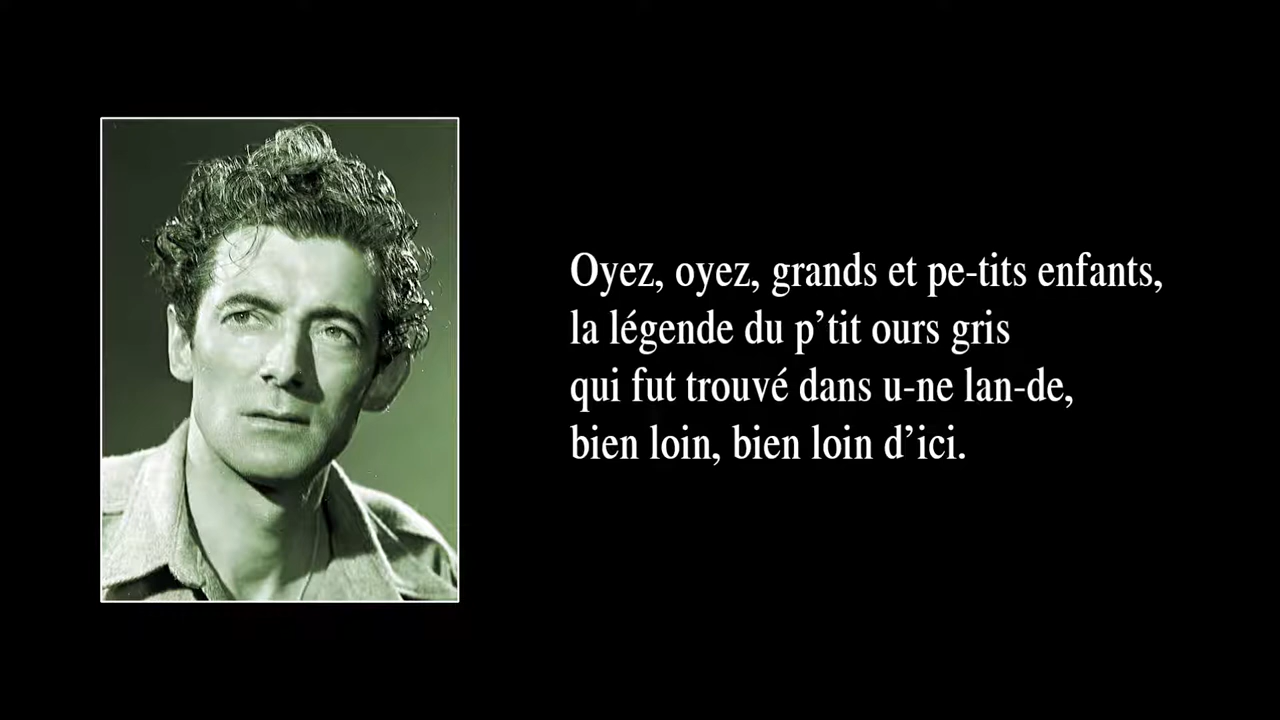 Oyez, oyez, grands et pe-tits enfants,
la légende du p’tit ours gris
qui fut trouvé dans u-ne lan-de,
bien loin, bien loin d’ici.